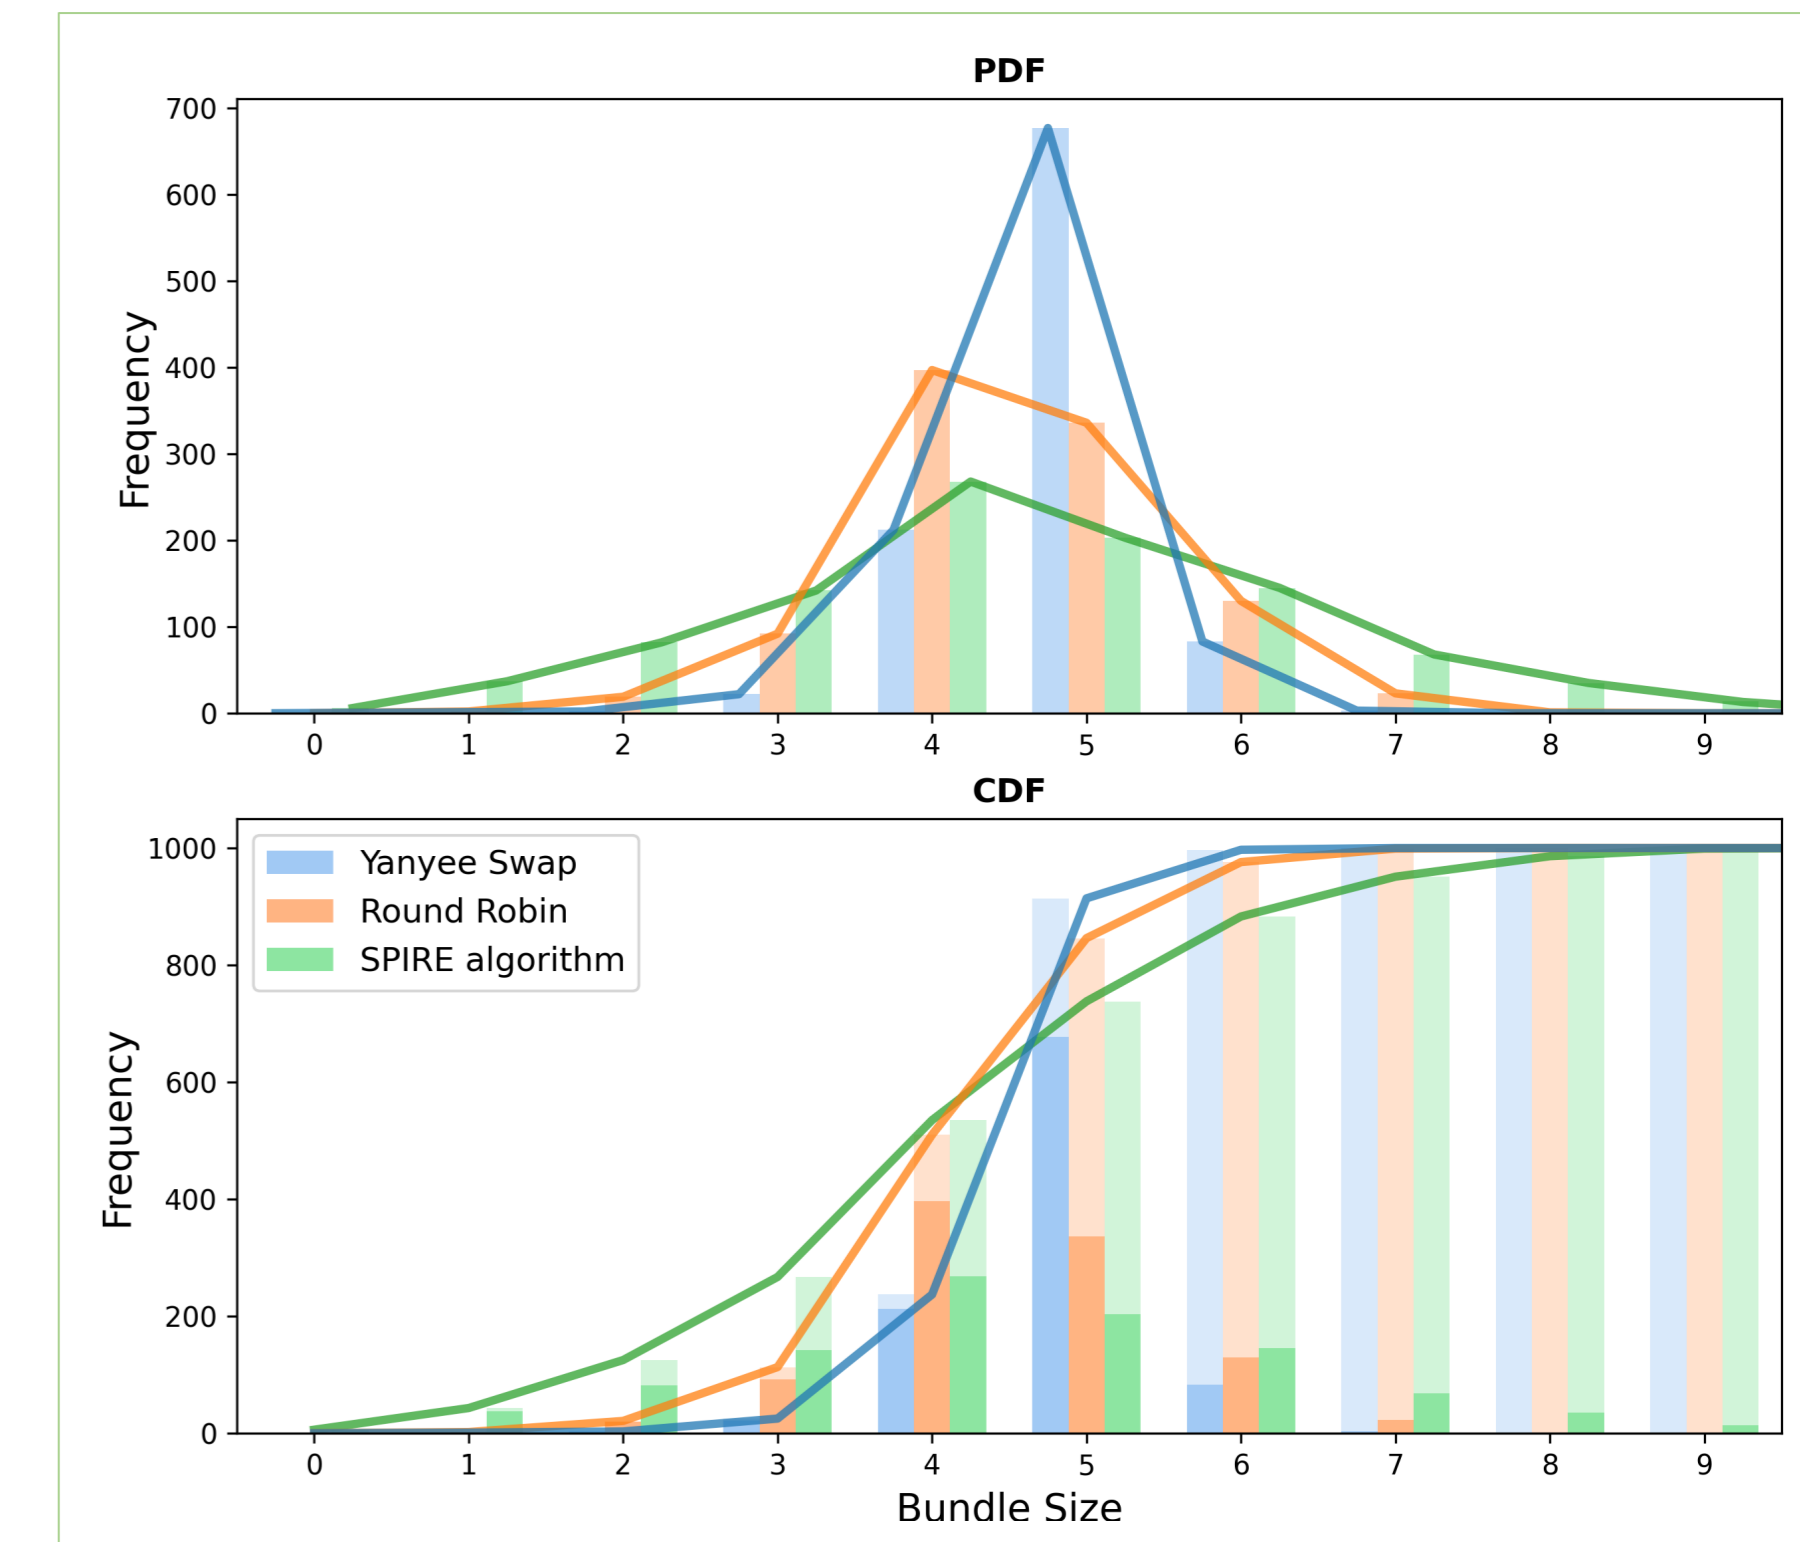 PDF
700
600
500
400
300
200
100
0
Frequency
0 1 2 3 4 5 6 7 8 9
CDF
1000
800
600
400
200
0
Frequency
Yanyee Swap
Round Robin
SPIRE algorithm
0 1 2 3 4 5 6 7 8 9
Bundle Size